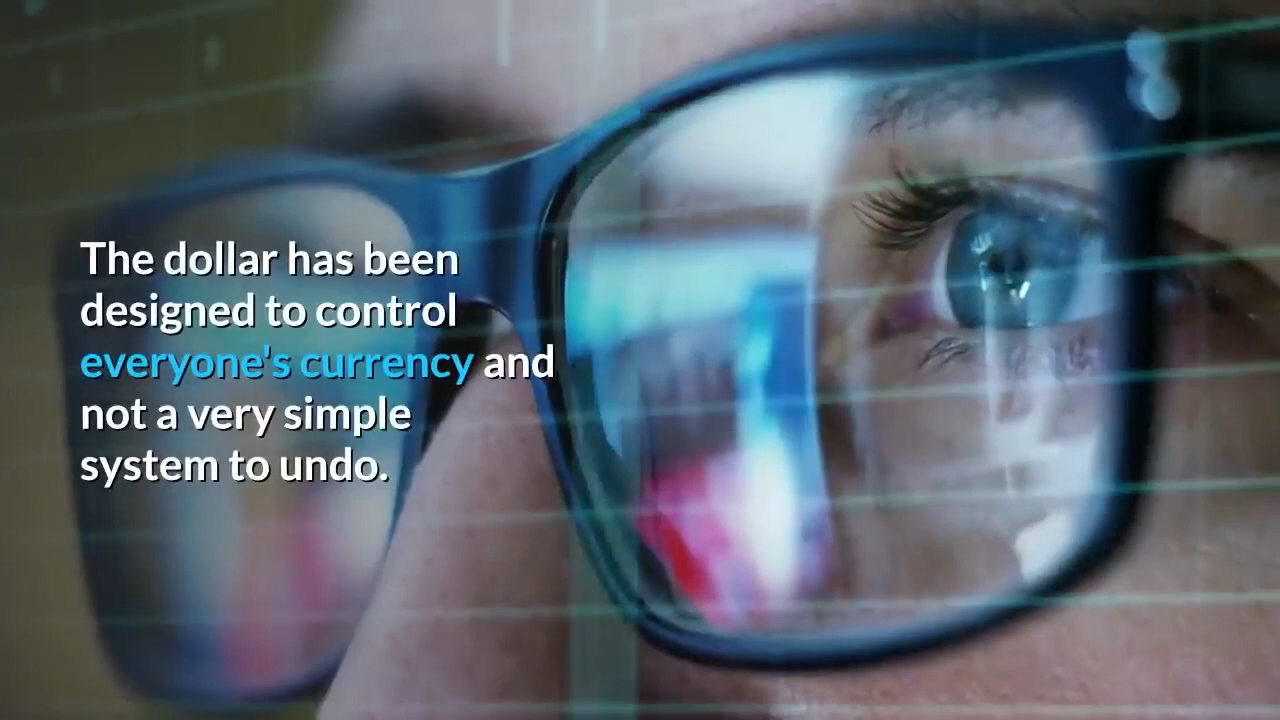 The dollar has been
designed to control
everyone's currency and
not a very simple
system to undo.